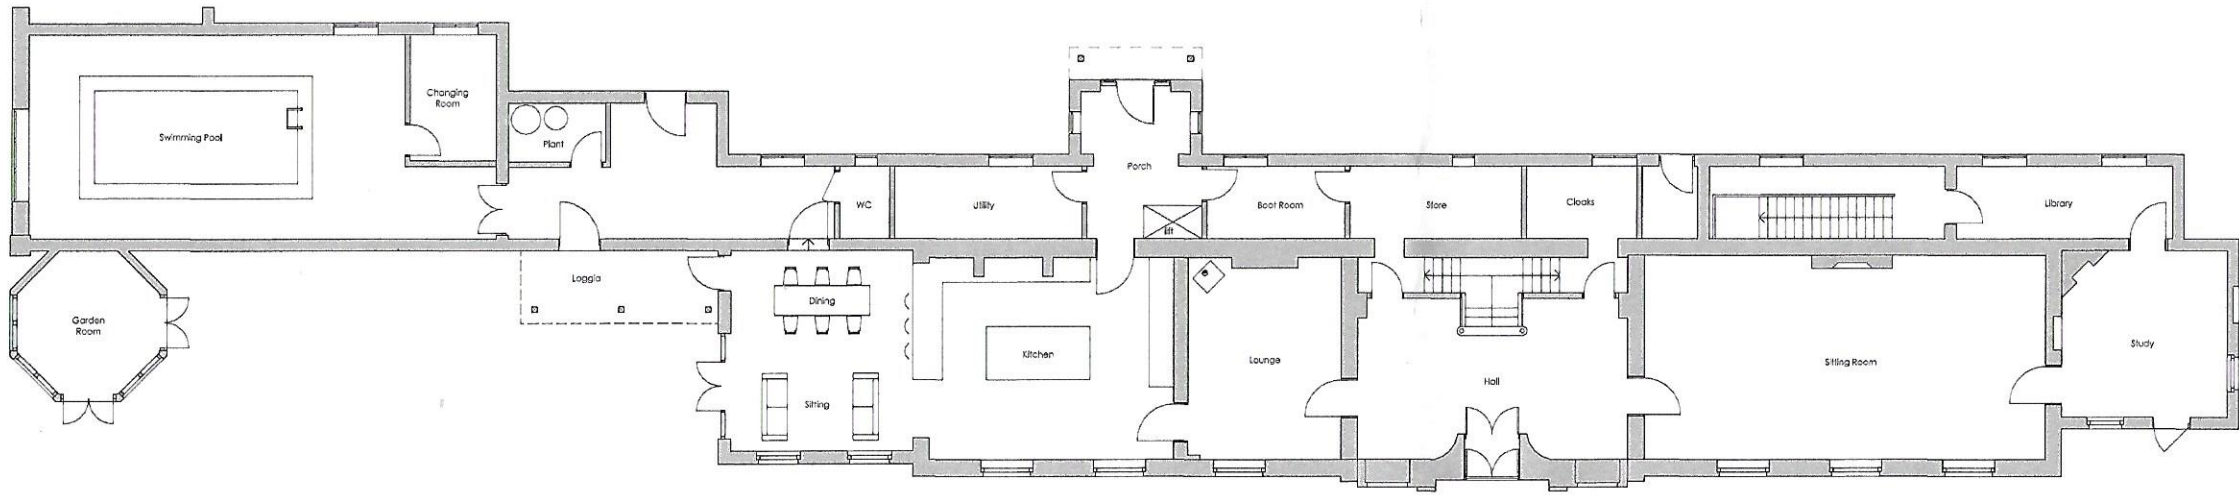 Changing
Room
Swimming Pool
Plant
Porch
WC
Utility
lift
Boot Room
Store
Cloaks
Library
Loggia
Garden
Room
Dining
Sitting
Kitchen
Lounge
Hall
Sitting Room
Study